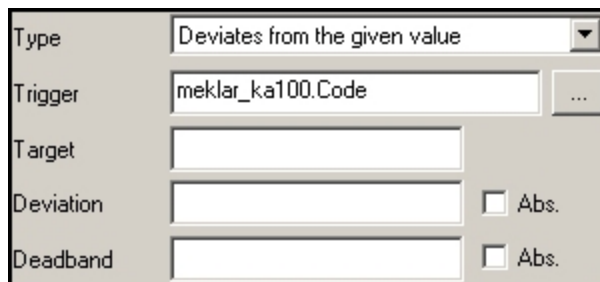 Type Deviates from the given value
Trigger meklar_ka100.Code ...
Target
Deviation Abs.
Deadband Abs.